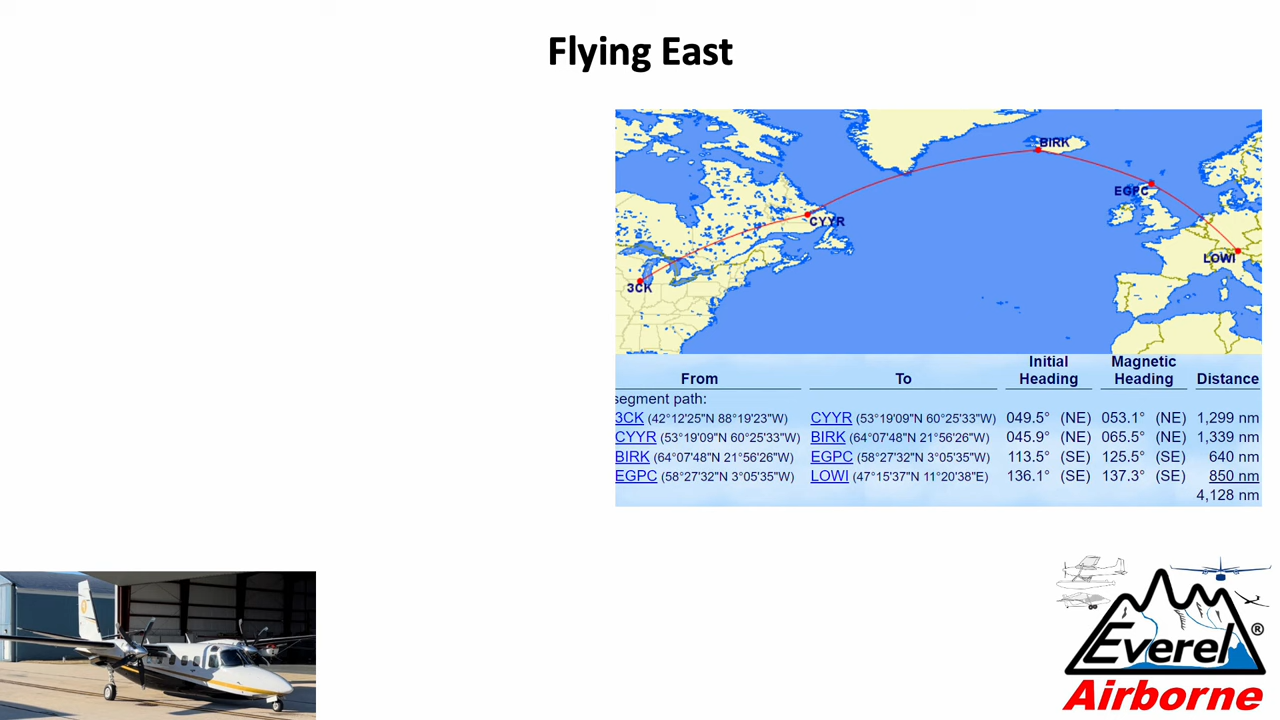 Flying East
BIRK
EGPC
CYYR
LOWI
3CK
From To Initial Heading Magnetic Heading Distance
segment path:
3CK (42°12'25"N 88°19'23"W) CYYR (53°19'09"N 60°25'33"W) 049.5° (NE) 053.1° (NE) 1,299 nm
CYYR (53°19'09"N 60°25'33"W) BIRK (64°07'48"N 21°56'26"W) 045.9° (NE) 065.5° (NE) 1,339 nm
BIRK (64°07'48"N 21°56'26"W) EGPC (58°27'32"N 3°05'35"W) 113.5° (SE) 125.5° (SE) 640 nm
EGPC (58°27'32"N 3°05'35"W) LOWI (47°15'37"N 11°20'38"E) 136.1° (SE) 137.3° (SE) 850 nm
4,128 nm
Everel®
Airborne